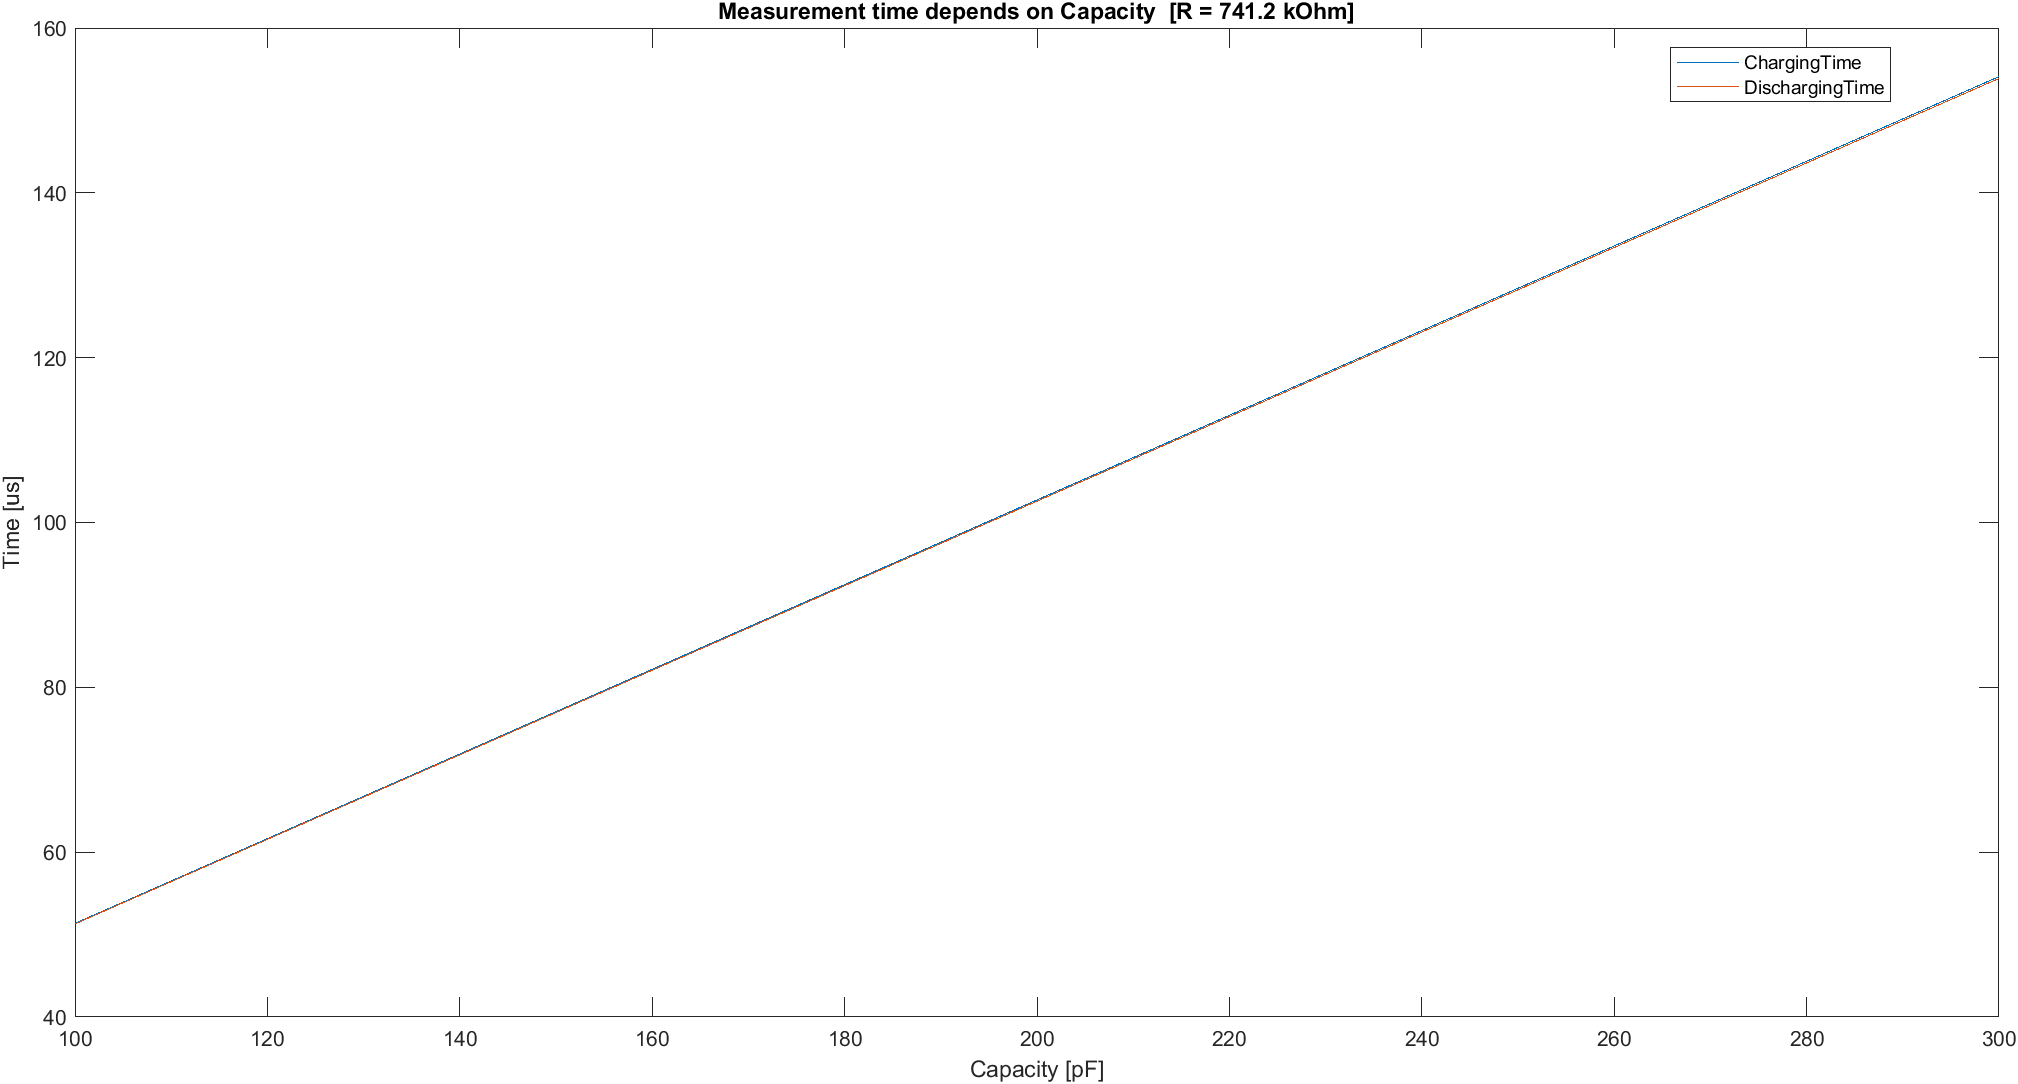 Measurement time depends on Capacity  [R = 741.2 kOhm]
ChargingTime
DischargingTime
160
140
120
100
80
60
40
Time [us]
100 120 140 160 180 200 220 240 260 280 300
Capacity [pF]